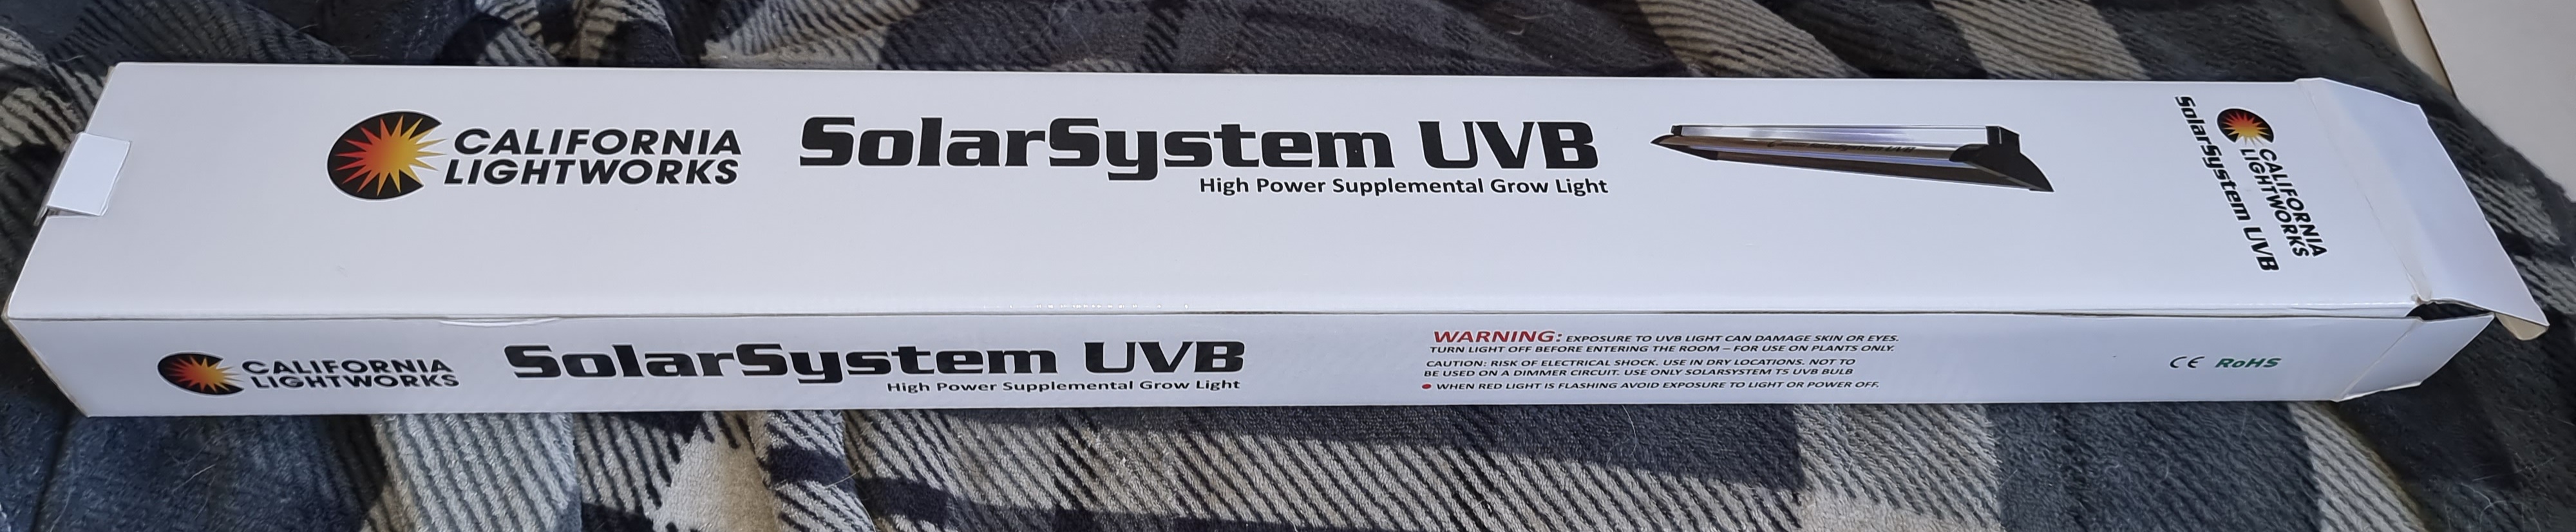 CALIFORNIA
LIGHTWORKS
SolarSystem UVB
High Power Supplemental Grow Light
CALIFORNIA
LIGHTWORKS
SolarSystem UVB
CALIFORNIA
LIGHTWORKS
SolarSystem UVB
High Power Supplemental Grow Light
WARNING: EXPOSURE TO UVB LIGHT CAN DAMAGE SKIN OR EYES.
TURN LIGHT OFF BEFORE ENTERING THE ROOM – FOR USE ON PLANTS ONLY.
CAUTION: RISK OF ELECTRICAL SHOCK. USE IN DRY LOCATIONS. NOT TO
BE USED ON A DIMMER CIRCUIT. USE ONLY SOLARSYSTEM T5 UVB BULB
• WHEN RED LIGHT IS FLASHING AVOID EXPOSURE TO LIGHT OR POWER OFF.
CE RoHS